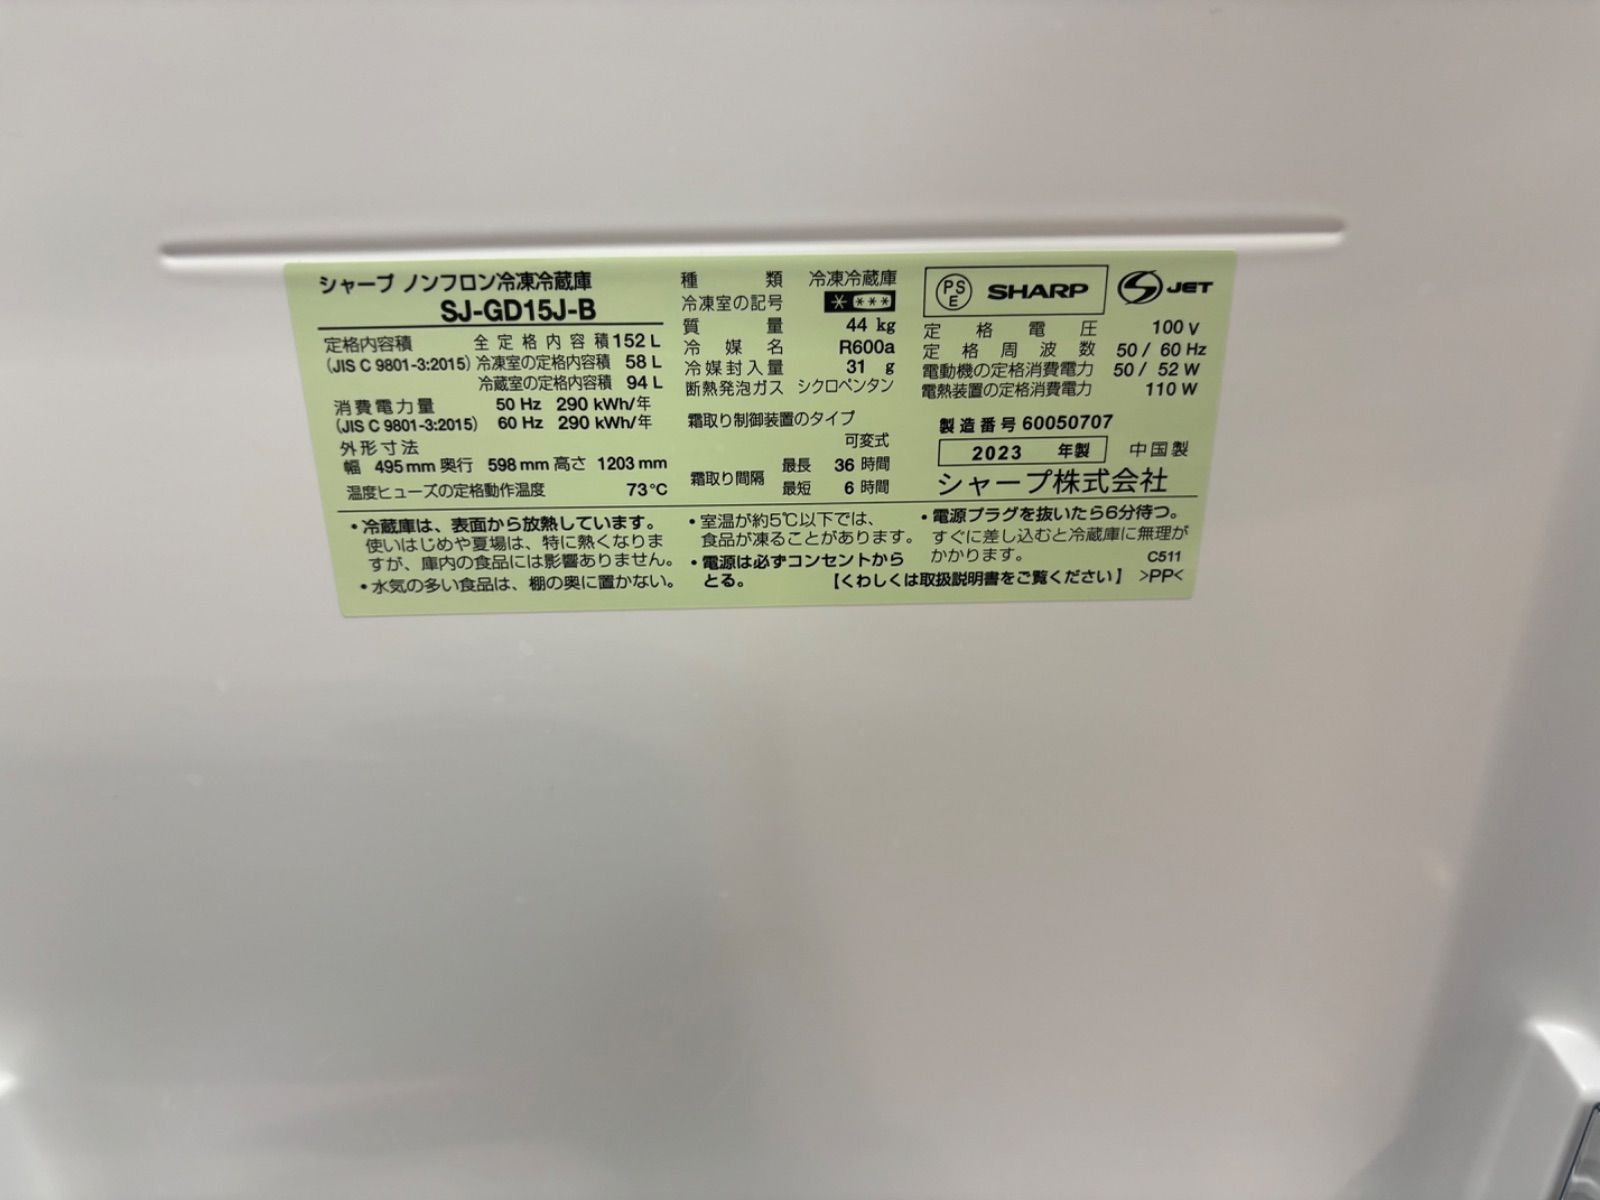 シャープ ノンフロン冷凍冷蔵庫
SJ-GD15J-B
定格内容積 全定格内容積 152 L
(JIS C 9801-3:2015) 冷凍室の定格内容積 58 L
冷蔵室の定格内容積 94 L
消費電力量 50 Hz 290 kWh/年
(JIS C 9801-3:2015) 60 Hz 290 kWh/年
外形寸法
幅 495 mm 奥行 598 mm 高さ 1203 mm
温度ヒューズの定格動作温度 73℃
種類 冷凍冷蔵庫
冷凍室の記号 ＊＊＊＊
質量 44 kg
冷媒名 R600a
冷媒封入量 31 g
断熱発泡ガス シクロペンタン
霜取り制御装置のタイプ
可変式
霜取り間隔 最長 36 時間
最短 6 時間
PS
E
SHARP
S JET
定格電圧 100 V
定格周波数 50 / 60 Hz
電動機の定格消費電力 50 / 52 W
電熱装置の定格消費電力 110 W
製造番号 60050707
2023 年製 中国製
シャープ株式会社
・冷蔵庫は、表面から放熱しています。
使いはじめや夏場は、特に熱くなりま
すが、庫内の食品には影響ありません。
・水気の多い食品は、棚の奥に置かない。
・室温が約5℃以下では、
食品が凍ることがあります。
・電源は必ずコンセントから
とる。
・電源プラグを抜いたら6分待つ。
すぐに差し込むと冷蔵庫に無理が
かかります。 C511
【くわしくは取扱説明書をご覧ください】 >PP<